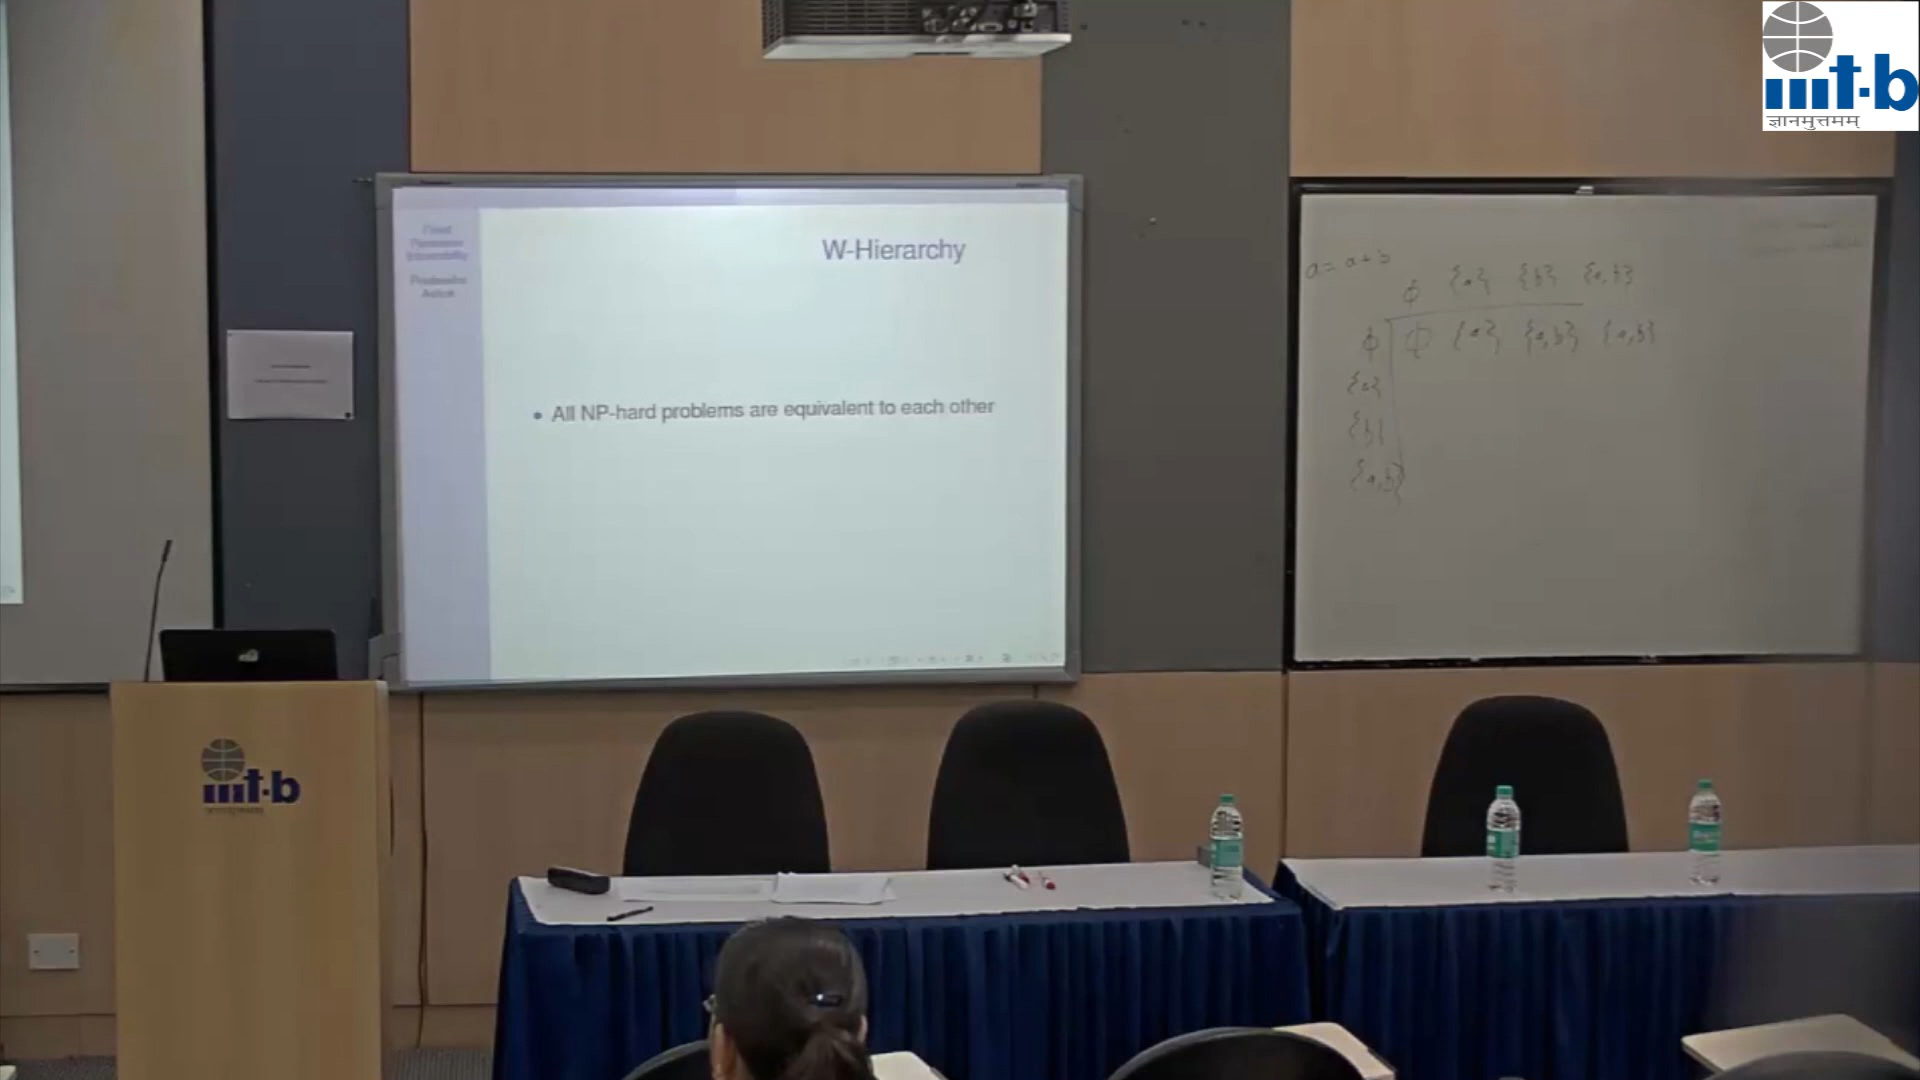 iiit-b
ज्ञानमुत्तमम्
W-Hierarchy
• All NP-hard problems are equivalent to each other
a = a + b
ϕ {a} {b} {a, b}
ϕ ϕ {a} {a, b} {a, b}
{a}
{b}
{a, b}
iiit-b